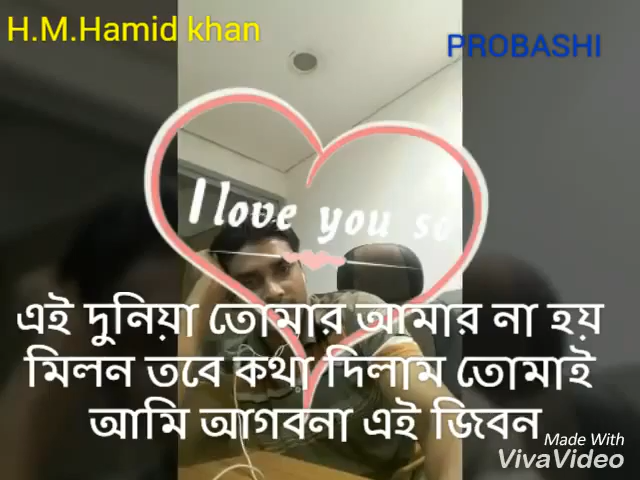 H.M.Hamid khan
PROBASHI
I love you so
এই দুনিয়া তোমার আমার না হয়
মিলন তবে কথা দিলাম তোমাই
আমি আগবনা এই জিবন
Made With
VivaVideo